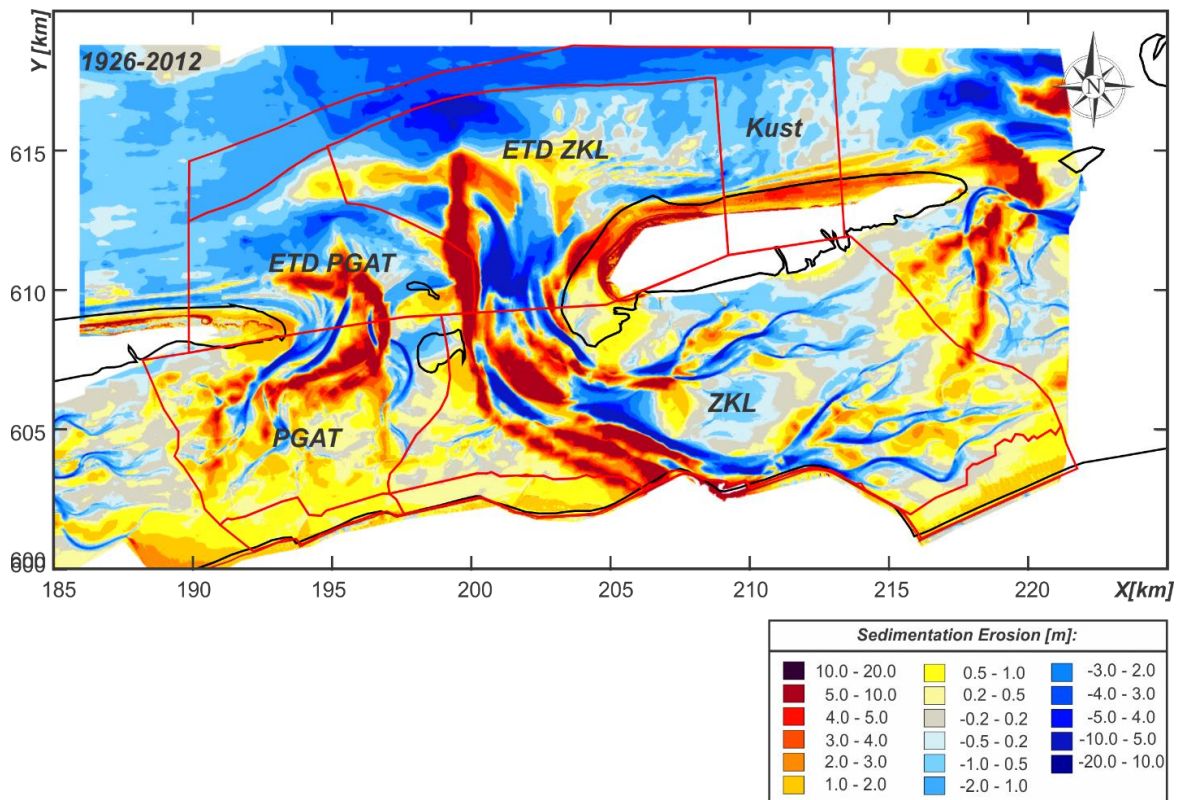 Y [km]
1926-2012
N
615
610
605
600
600
ETD ZKL
Kust
ETD PGAT
ZKL
PGAT
185 190 195 200 205 210 215 220 X[km]
Sedimentation Erosion [m]:
10.0 - 20.0 0.5 - 1.0 -3.0 - 2.0
5.0 - 10.0 0.2 - 0.5 -4.0 - 3.0
4.0 - 5.0 -0.2 - 0.2 -5.0 - 4.0
3.0 - 4.0 -0.5 - 0.2 -10.0 - 5.0
2.0 - 3.0 -1.0 - 0.5 -20.0 - 10.0
1.0 - 2.0 -2.0 - 1.0